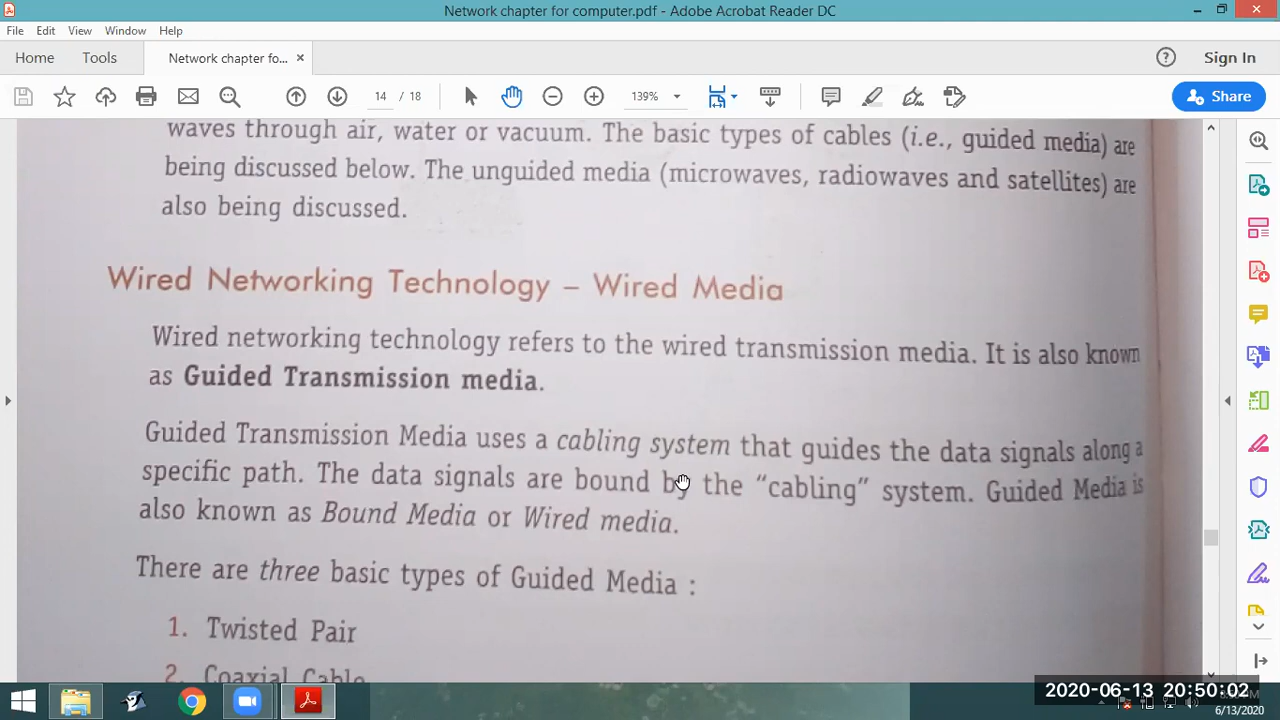 Network chapter for computer.pdf - Adobe Acrobat Reader DC
File Edit View Window Help
Home Tools Network chapter fo... Sign In
14 / 18 139% Share
waves through air, water or vacuum. The basic types of cables (i.e., guided media) are
being discussed below. The unguided media (microwaves, radiowaves and satellites) are
also being discussed.
Wired Networking Technology – Wired Media
Wired networking technology refers to the wired transmission media. It is also known
as Guided Transmission media.
Guided Transmission Media uses a cabling system that guides the data signals along a
specific path. The data signals are bound by the “cabling” system. Guided Media is
also known as Bound Media or Wired media.
There are three basic types of Guided Media :
1. Twisted Pair
2. Coaxial Cable
2020-06-13 20:50:02
6/13/2020